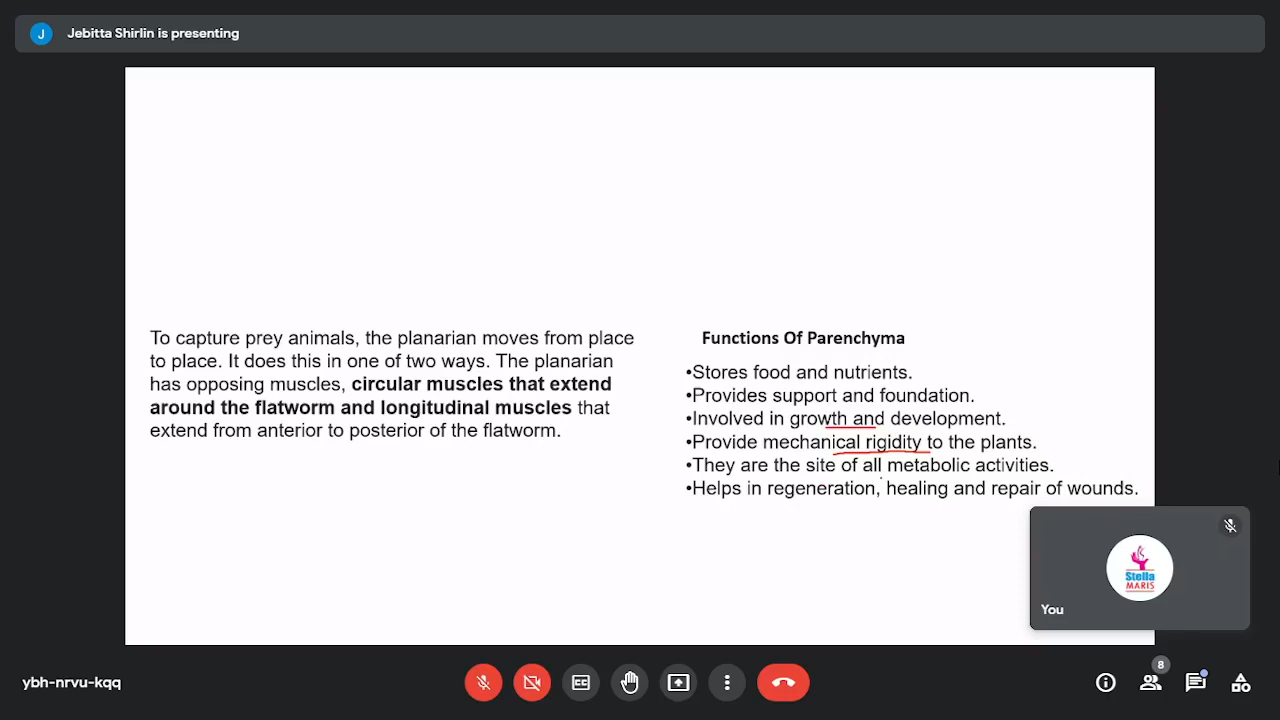 J
Jebitta Shirlin is presenting
To capture prey animals, the planarian moves from place
to place. It does this in one of two ways. The planarian
has opposing muscles, circular muscles that extend
around the flatworm and longitudinal muscles that
extend from anterior to posterior of the flatworm.
Functions Of Parenchyma
•Stores food and nutrients.
•Provides support and foundation.
•Involved in growth and development.
•Provide mechanical rigidity to the plants.
•They are the site of all metabolic activities.
•Helps in regeneration, healing and repair of wounds.
Stella
MARIS
You
ybh-nrvu-kqq
CC
8